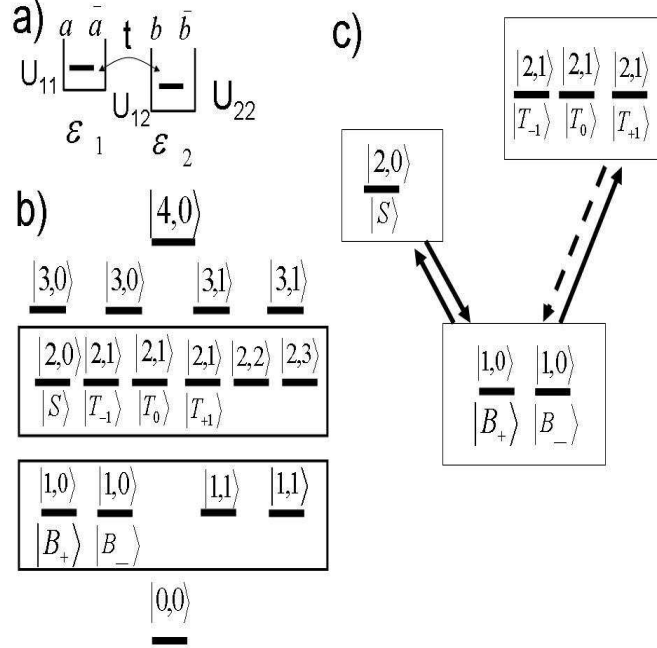 a)
a ā b b̄
t
U₁₁ U₁₂ U₂₂
ε₁ ε₂
b)
|4,0⟩
|3,0⟩ |3,0⟩ |3,1⟩ |3,1⟩
|2,0⟩ |2,1⟩ |2,1⟩ |2,1⟩ |2,2⟩ |2,3⟩
|S⟩ |T₋₁⟩ |T₀⟩ |T₊₁⟩
|1,0⟩ |1,0⟩ |1,1⟩ |1,1⟩
|B₊⟩ |B₋⟩
|0,0⟩
c)
|2,1⟩ |2,1⟩ |2,1⟩
|T₋₁⟩ |T₀⟩ |T₊₁⟩
|2,0⟩
|S⟩
|1,0⟩ |1,0⟩
|B₊⟩ |B₋⟩